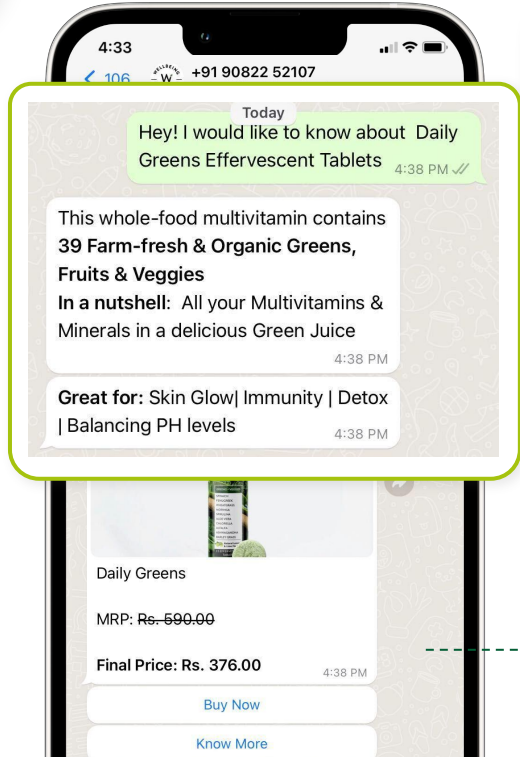 4:33
106
WELLBEING
W
+91 90822 52107
Today
Hey! I would like to know about  Daily
Greens Effervescent Tablets
4:38 PM
This whole-food multivitamin contains
39 Farm-fresh & Organic Greens,
Fruits & Veggies
In a nutshell:  All your Multivitamins &
Minerals in a delicious Green Juice
4:38 PM
Great for: Skin Glow| Immunity | Detox
| Balancing PH levels
4:38 PM
Daily Greens
MRP: Rs. 590.00
Final Price: Rs. 376.00
4:38 PM
Buy Now
Know More